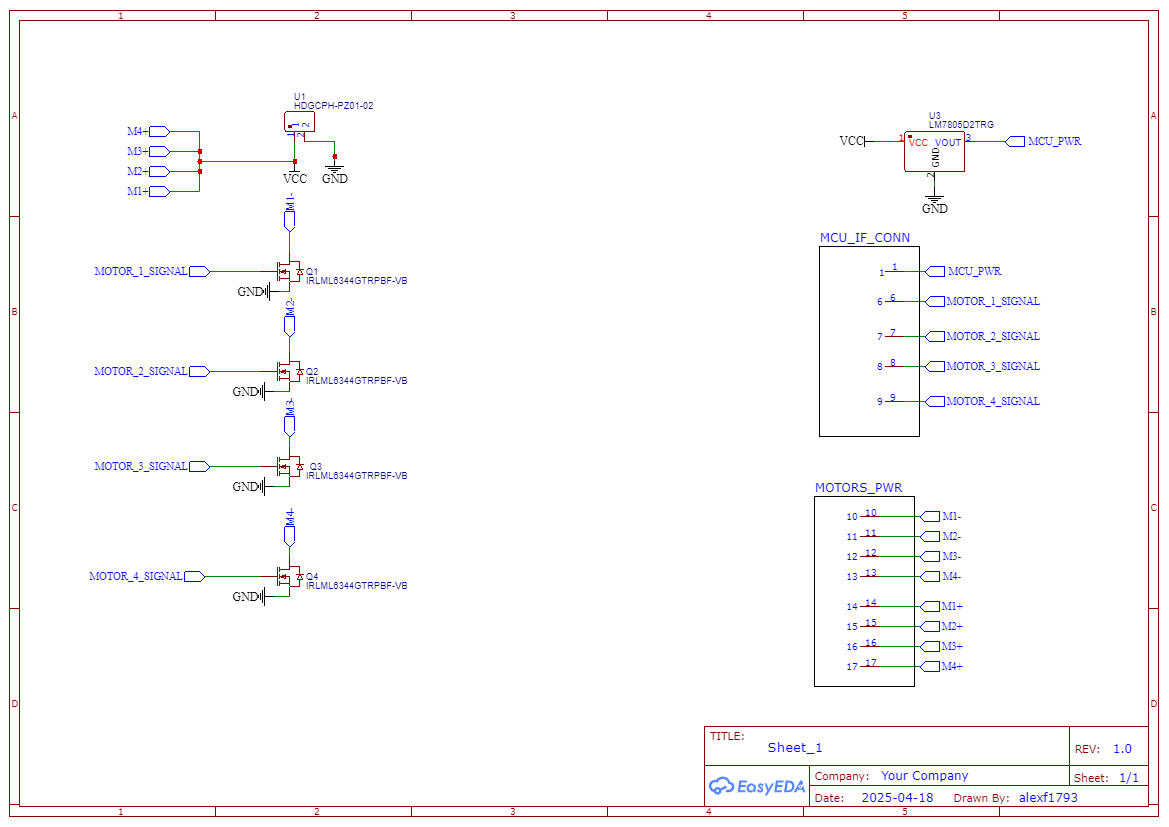 1 2 3 4 5
A
B
C
D
A
B
C
D
U1
HDGCPH-PZ01-02
1 2
1 2
M4+
M3+
M2+
M1+
VCC
GND
M1-
MOTOR_1_SIGNAL
Q1
IRLML6344GTRPBF-VB
GND
M2-
MOTOR_2_SIGNAL
Q2
IRLML6344GTRPBF-VB
GND
M3-
MOTOR_3_SIGNAL
Q3
IRLML6344GTRPBF-VB
GND
M4-
MOTOR_4_SIGNAL
Q4
IRLML6344GTRPBF-VB
GND
U3
LM7805D2TRG
VCC 1 VCC VOUT 3 MCU_PWR
GND
2
GND
MCU_IF_CONN
1 1 MCU_PWR
6 6 MOTOR_1_SIGNAL
7 7 MOTOR_2_SIGNAL
8 8 MOTOR_3_SIGNAL
9 9 MOTOR_4_SIGNAL
MOTORS_PWR
10 10 M1-
11 11 M2-
12 12 M3-
13 13 M4-
14 14 M1+
15 15 M2+
16 16 M3+
17 17 M4+
TITLE:
Sheet_1
REV: 1.0
EasyEDA
Company: Your Company
Sheet: 1/1
Date: 2025-04-18 Drawn By: alexf1793
1 2 3 4 5